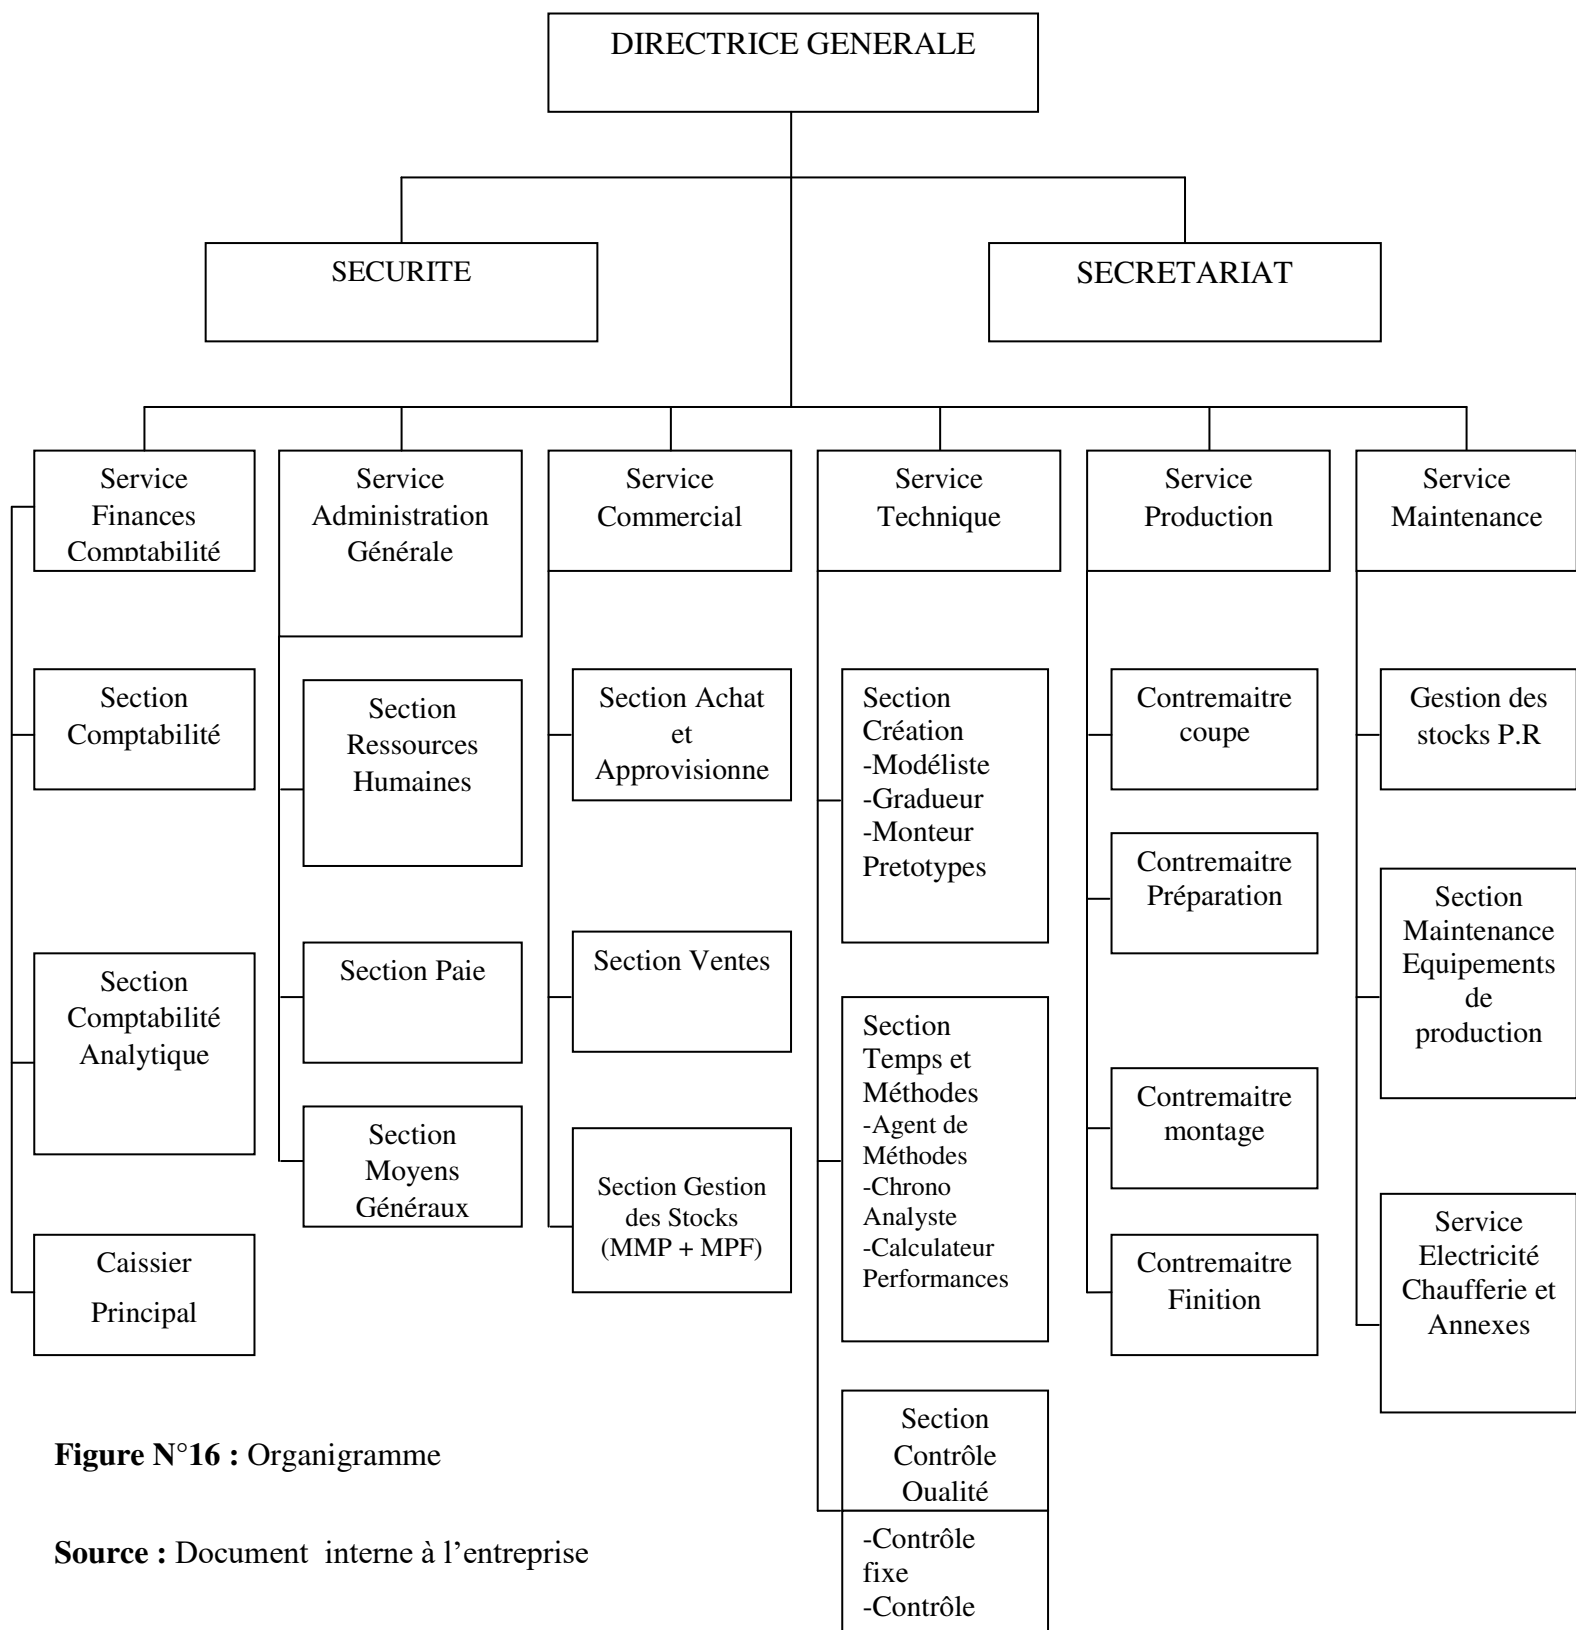 DIRECTRICE GENERALE
SECURITE
SECRETARIAT
Service
Finances
Comptabilité
Service
Administration
Générale
Service
Commercial
Service
Technique
Service
Production
Service
Maintenance
Section
Comptabilité
Section
Comptabilité
Analytique
Caissier
Principal
Section
Ressources
Humaines
Section Paie
Section
Moyens
Généraux
Section Achat
et
Approvisionne
Section Ventes
Section Gestion
des Stocks
(MMP + MPF)
Section
Création
-Modéliste
-Gradueur
-Monteur
Pretotypes
Section
Temps et
Méthodes
-Agent de
Méthodes
-Chrono
Analyste
-Calculateur
Performances
Section
Contrôle
Qualité
-Contrôle
fixe
-Contrôle
Contremaitre
coupe
Contremaitre
Préparation
Contremaitre
montage
Contremaitre
Finition
Gestion des
stocks P.R
Section
Maintenance
Equipements
de
production
Service
Electricité
Chaufferie et
Annexes
Figure N°16 : Organigramme
Source : Document interne à l’entreprise